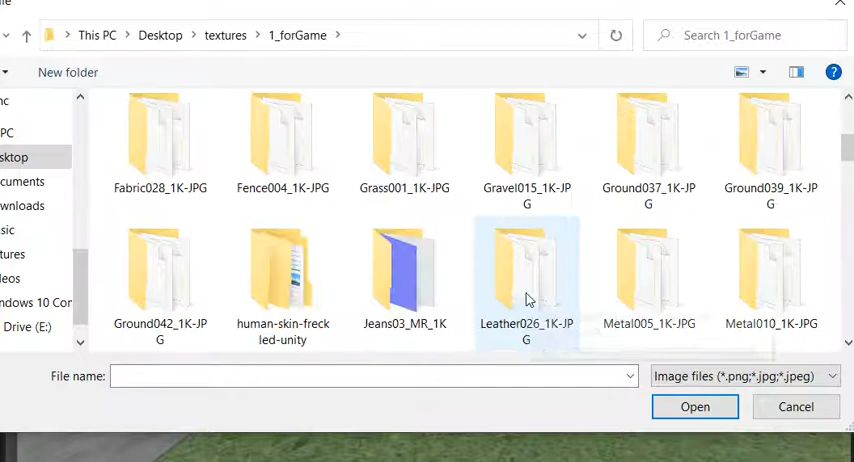 This PC > Desktop > textures > 1_forGame >
Search 1_forGame
New folder
?
PC
sktop
cuments
wnloads
sic
tures
eos
ndows 10 Cor
Drive (E:)
Fabric028_1K-JPG
Fence004_1K-JPG
Grass001_1K-JPG
Gravel015_1K-JP
G
Ground037_1K-JP
G
Ground039_1K-JP
G
Ground042_1K-JP
G
human-skin-freck
led-unity
Jeans03_MR_1K
Leather026_1K-JP
G
Metal005_1K-JPG
Metal010_1K-JPG
File name:
Image files (*.png;*.jpg;*.jpeg)
Open
Cancel